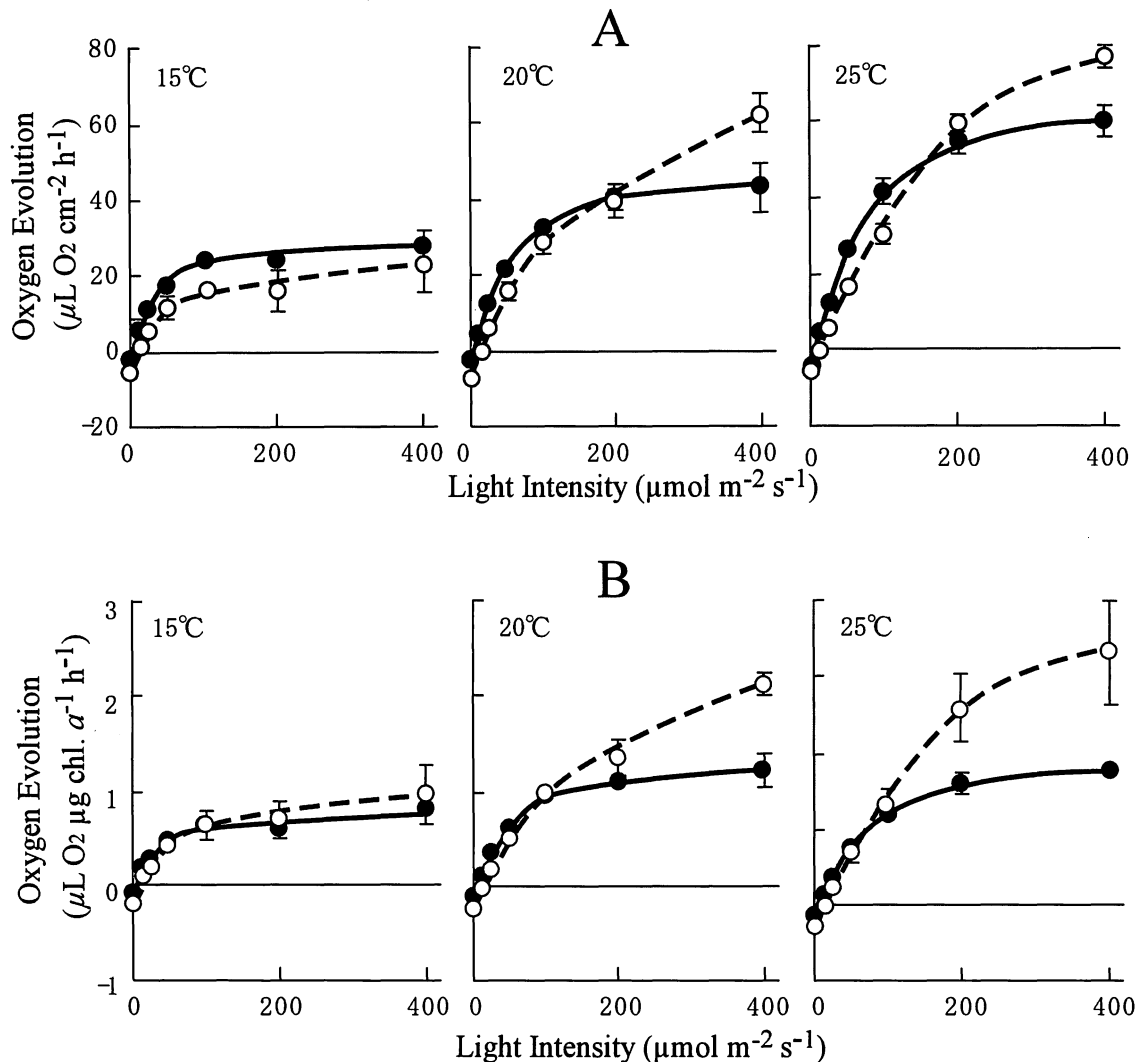 A
15℃ 20℃ 25℃
80
60
40
20
0
-20
Oxygen Evolution
(µL O2 cm-2 h-1)
0 200 400 0 200 400 0 200 400
Light Intensity (µmol m-2 s-1)
B
15℃ 20℃ 25℃
3
2
1
0
-1
Oxygen Evolution
(µL O2 µg chl. a-1 h-1)
0 200 400 0 200 400 0 200 400
Light Intensity (µmol m-2 s-1)